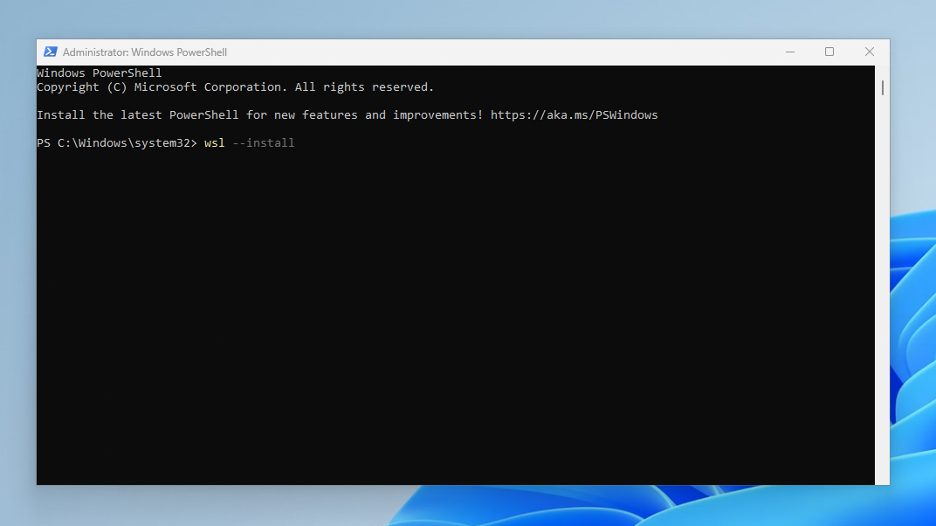 Administrator: Windows PowerShell
Windows PowerShell
Copyright (C) Microsoft Corporation. All rights reserved.
Install the latest PowerShell for new features and improvements! https://aka.ms/PSWindows
PS C:\Windows\system32> wsl --install